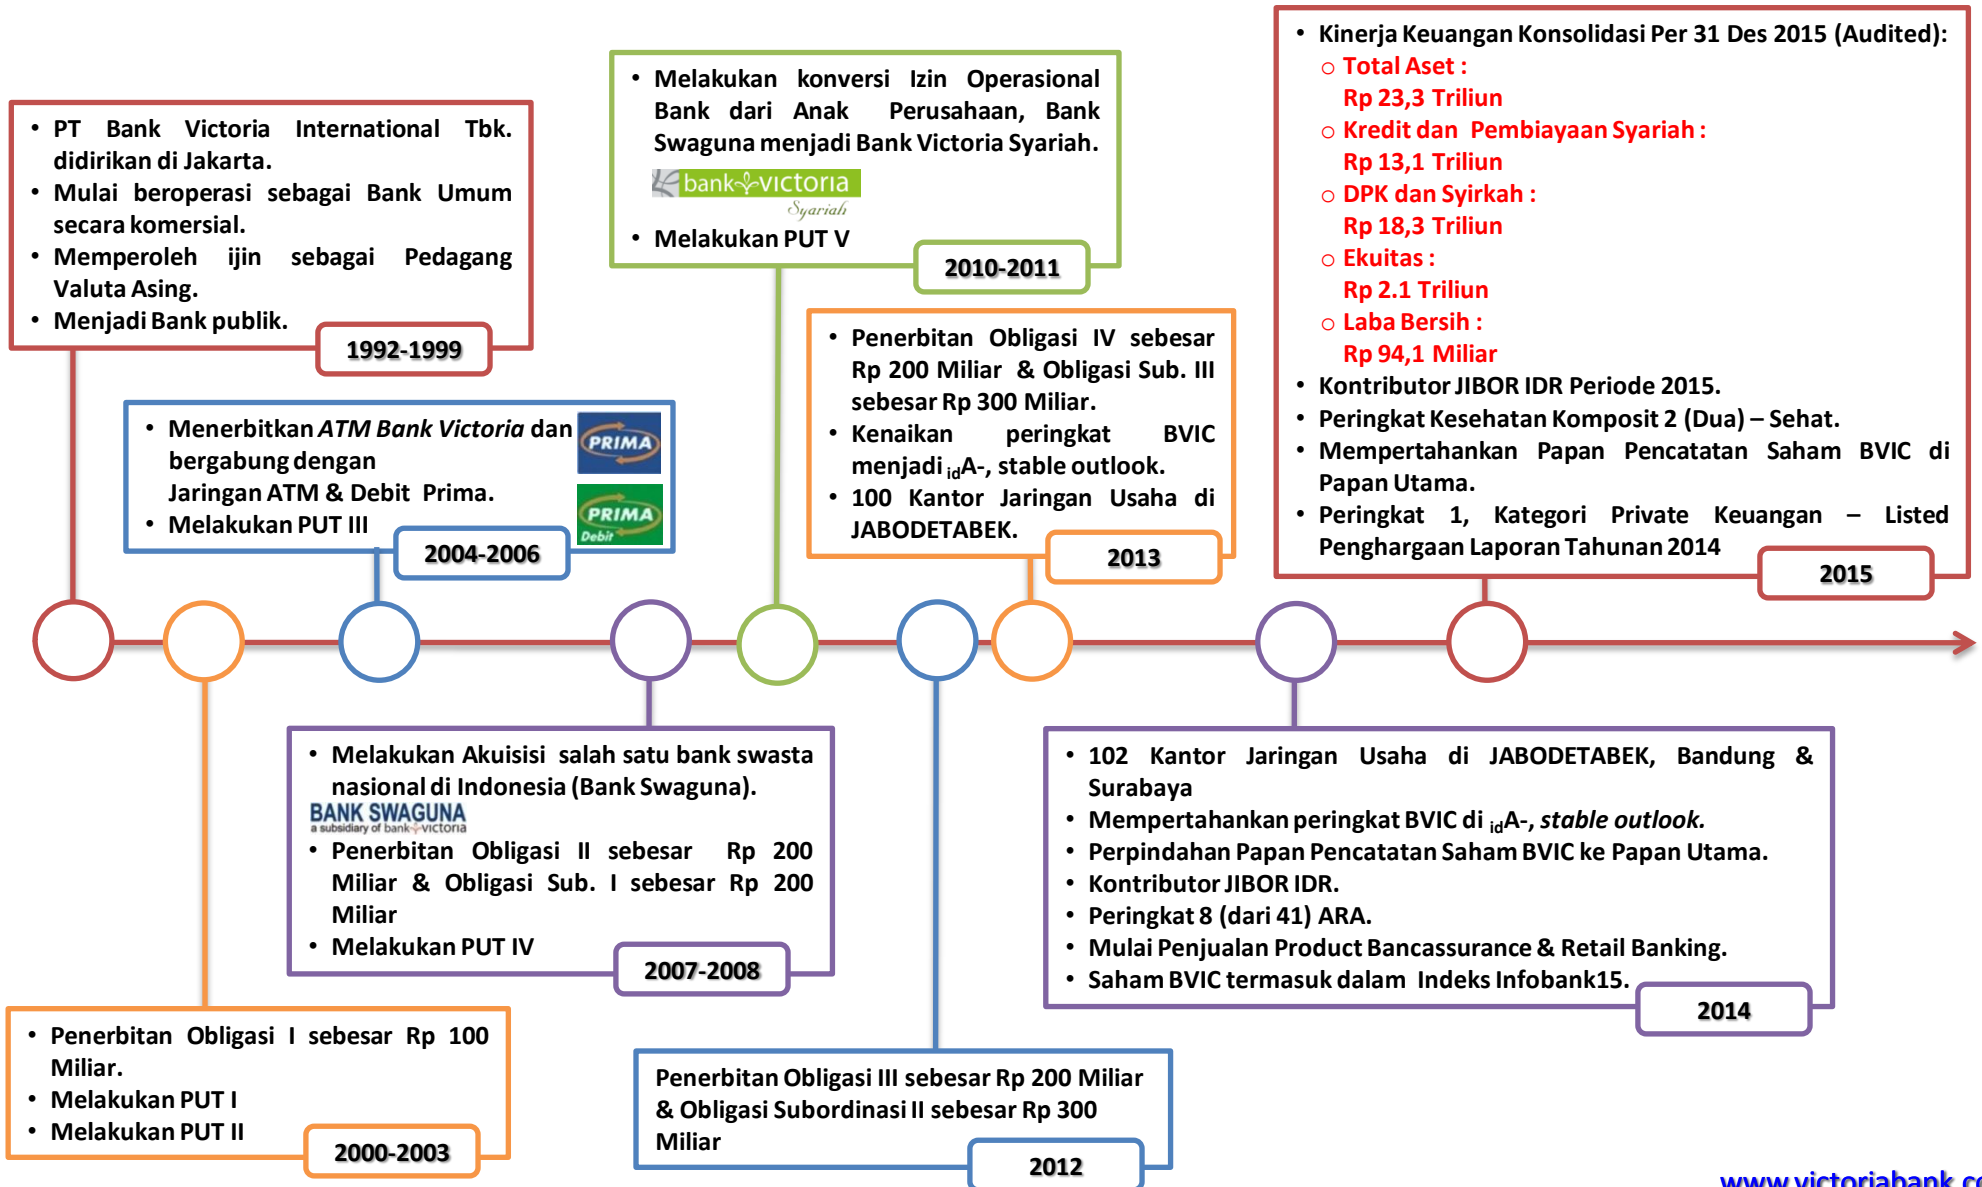 • PT Bank Victoria International Tbk.
didirikan di Jakarta.
• Mulai beroperasi sebagai Bank Umum
secara komersial.
• Memperoleh ijin sebagai Pedagang
Valuta Asing.
• Menjadi Bank publik.
1992-1999
• Penerbitan Obligasi I sebesar Rp 100
Miliar.
• Melakukan PUT I
• Melakukan PUT II
2000-2003
• Menerbitkan ATM Bank Victoria dan
bergabung dengan
Jaringan ATM & Debit Prima.
• Melakukan PUT III
PRIMA
PRIMA
Debit
2004-2006
• Melakukan Akuisisi salah satu bank swasta
nasional di Indonesia (Bank Swaguna).
BANK SWAGUNA
a subsidiary of bank victoria
• Penerbitan Obligasi II sebesar Rp 200
Miliar & Obligasi Sub. I sebesar Rp 200
Miliar
• Melakukan PUT IV
2007-2008
• Melakukan konversi Izin Operasional
Bank dari Anak Perusahaan, Bank
Swaguna menjadi Bank Victoria Syariah.
bank victoria
Syariah
• Melakukan PUT V
2010-2011
Penerbitan Obligasi III sebesar Rp 200 Miliar
& Obligasi Subordinasi II sebesar Rp 300
Miliar
2012
• Penerbitan Obligasi IV sebesar
Rp 200 Miliar & Obligasi Sub. III
sebesar Rp 300 Miliar.
• Kenaikan peringkat BVIC
menjadi idA-, stable outlook.
• 100 Kantor Jaringan Usaha di
JABODETABEK.
2013
• 102 Kantor Jaringan Usaha di JABODETABEK, Bandung &
Surabaya
• Mempertahankan peringkat BVIC di idA-, stable outlook.
• Perpindahan Papan Pencatatan Saham BVIC ke Papan Utama.
• Kontributor JIBOR IDR.
• Peringkat 8 (dari 41) ARA.
• Mulai Penjualan Product Bancassurance & Retail Banking.
• Saham BVIC termasuk dalam Indeks Infobank15.
2014
• Kinerja Keuangan Konsolidasi Per 31 Des 2015 (Audited):
o Total Aset :
Rp 23,3 Triliun
o Kredit dan Pembiayaan Syariah :
Rp 13,1 Triliun
o DPK dan Syirkah :
Rp 18,3 Triliun
o Ekuitas :
Rp 2.1 Triliun
o Laba Bersih :
Rp 94,1 Miliar
• Kontributor JIBOR IDR Periode 2015.
• Peringkat Kesehatan Komposit 2 (Dua) – Sehat.
• Mempertahankan Papan Pencatatan Saham BVIC di
Papan Utama.
• Peringkat 1, Kategori Private Keuangan – Listed
Penghargaan Laporan Tahunan 2014
2015
www.victoriabank.co